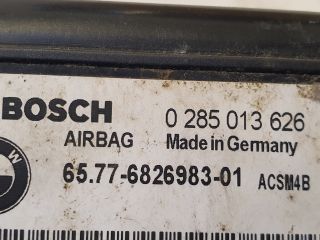 BOSCH 0 285 013 626
AIRBAG Made in Germany
65.77-6826983-01 ACSM4B